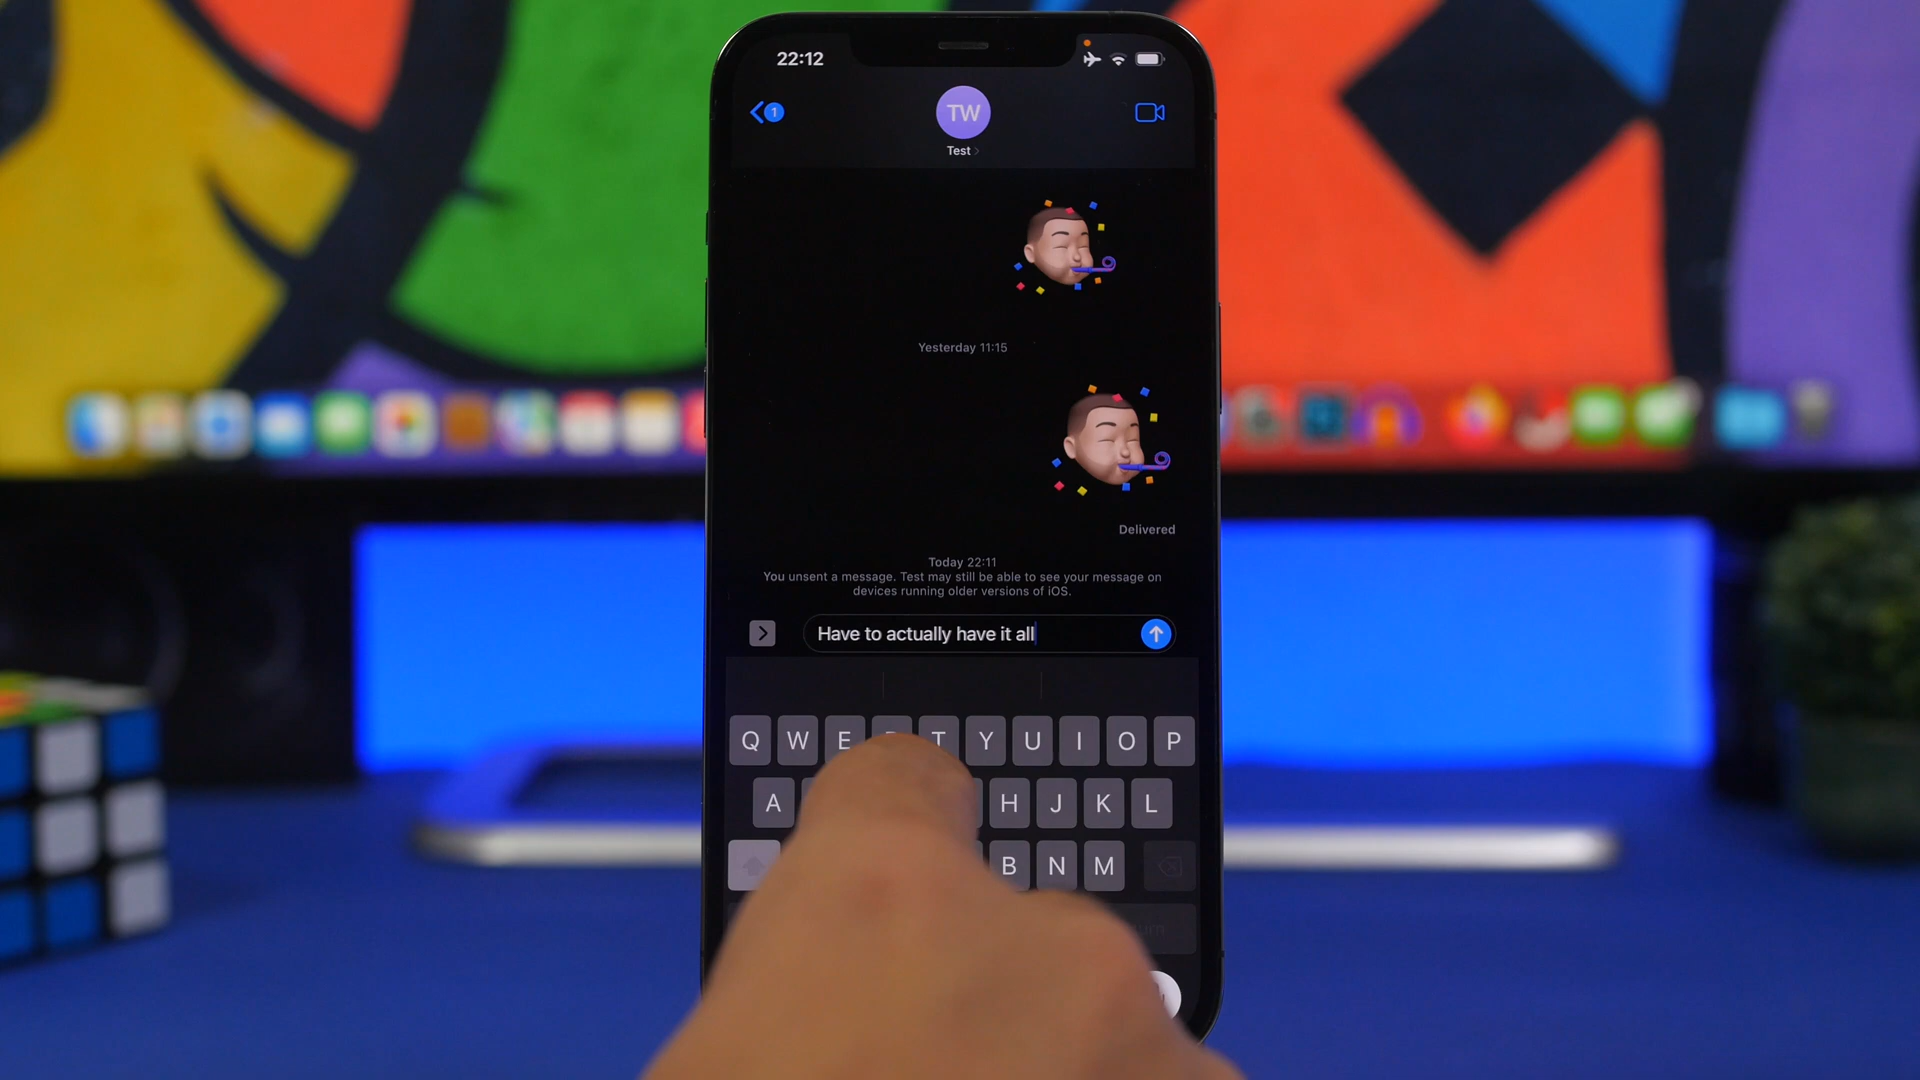 22:12
1
TW
Test
Yesterday 11:15
Delivered
Today 22:11
You unsent a message. Test may still be able to see your message on
devices running older versions of iOS.
Have to actually have it all
Q W E T Y U I O P
A H J K L
B N M